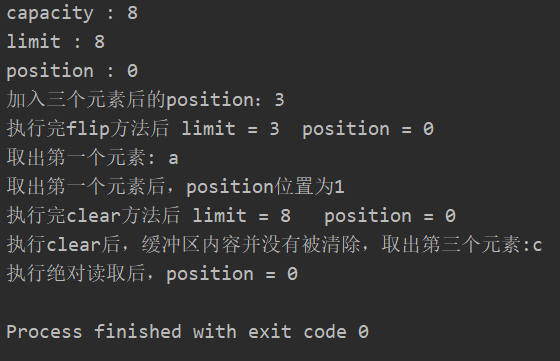 capacity : 8
limit : 8
position : 0
加入三个元素后的position：3
执行完flip方法后 limit = 3  position = 0
取出第一个元素: a
取出第一个元素后，position位置为1
执行完clear方法后 limit = 8   position = 0
执行clear后，缓冲区内容并没有被清除，取出第三个元素:c
执行绝对读取后，position = 0
Process finished with exit code 0